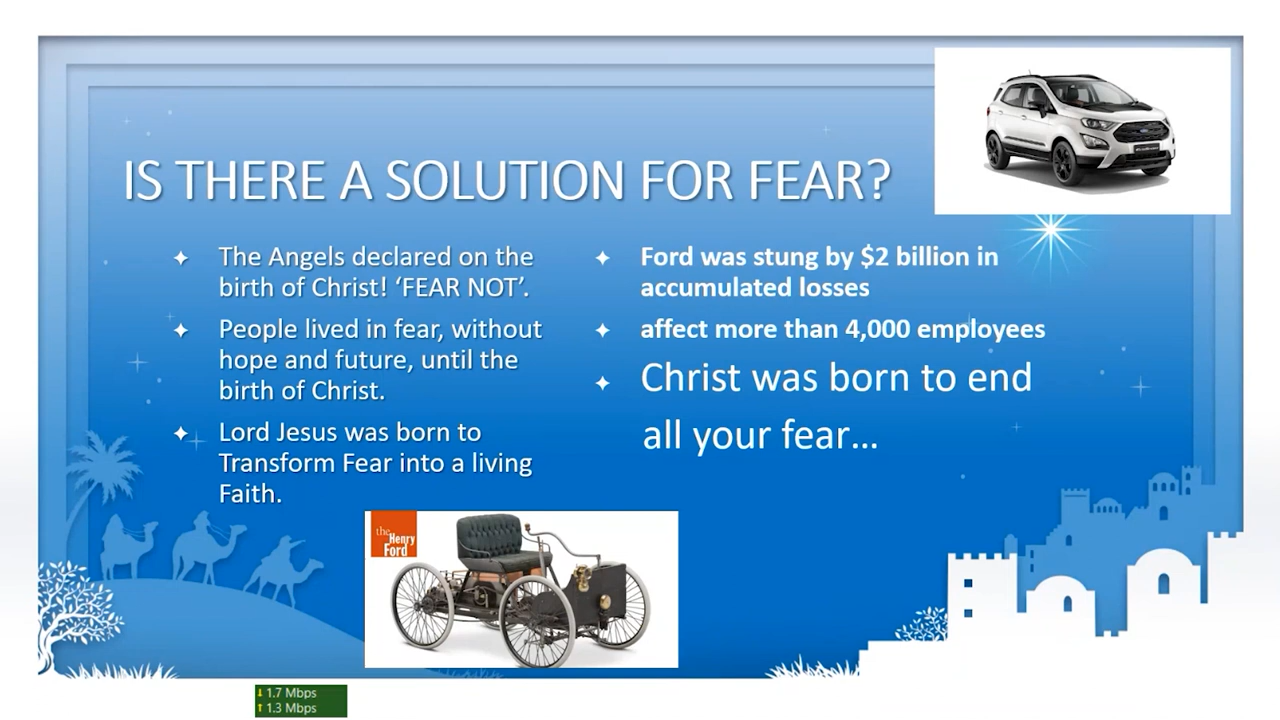 IS THERE A SOLUTION FOR FEAR?
The Angels declared on the
birth of Christ! ‘FEAR NOT’.
People lived in fear, without
hope and future, until the
birth of Christ.
Lord Jesus was born to
Transform Fear into a living
Faith.
Ford was stung by $2 billion in
accumulated losses
affect more than 4,000 employees
Christ was born to end
all your fear...
the
Henry
Ford
↓ 1.7 Mbps
↑ 1.3 Mbps